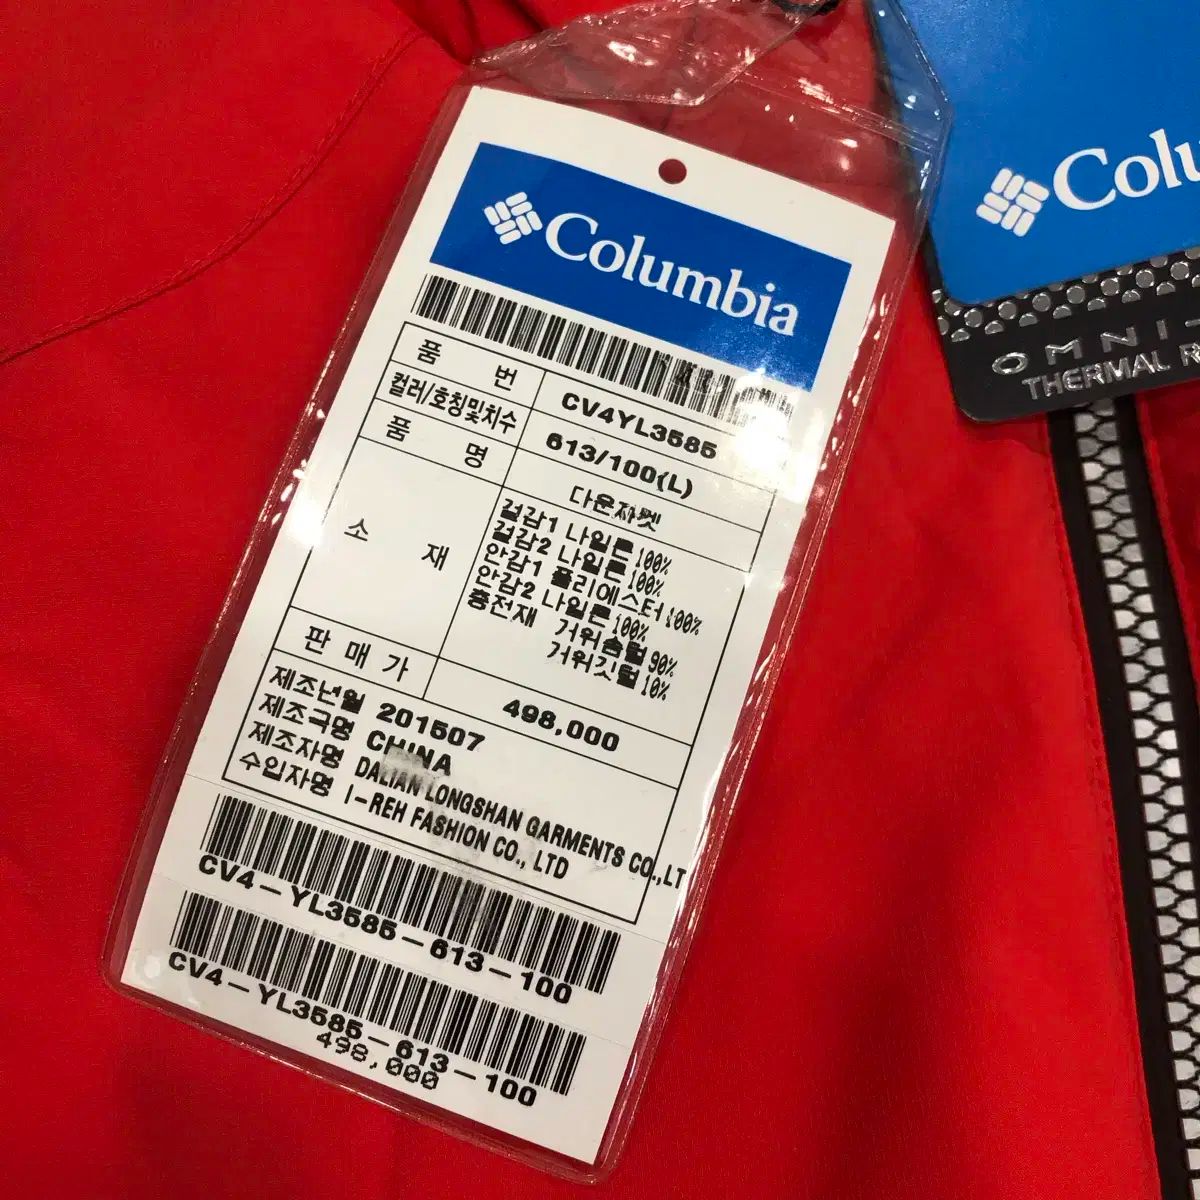 Columbia
품 번 CV4YL3585
컬러/호칭및치수 613/100(L)
품 명 다운자켓
소 재 겉감1 나일론100%
겉감2 나일론100%
안감1 폴리에스터100%
안감2 나일론100%
충전재 거위솜털90%
거위깃털10%
판 매 가 498,000
제조년월 201507
제조국명 CHINA
제조자명 DALIAN LONGSHAN GARMENTS CO.,LT
수입자명 I-REH FASHION CO., LTD
CV4-YL3585-613-100
CV4-YL3585-613-100
498,000
Colu
OMNI
THERMAL R